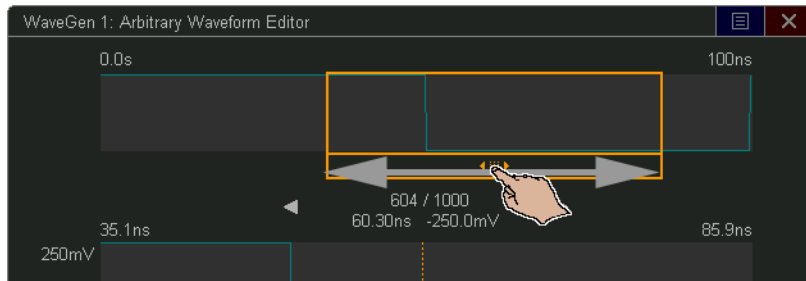 WaveGen 1: Arbitrary Waveform Editor
0.0s 100ns
604 / 1000
60.30ns -250.0mV
35.1ns 85.9ns
250mV